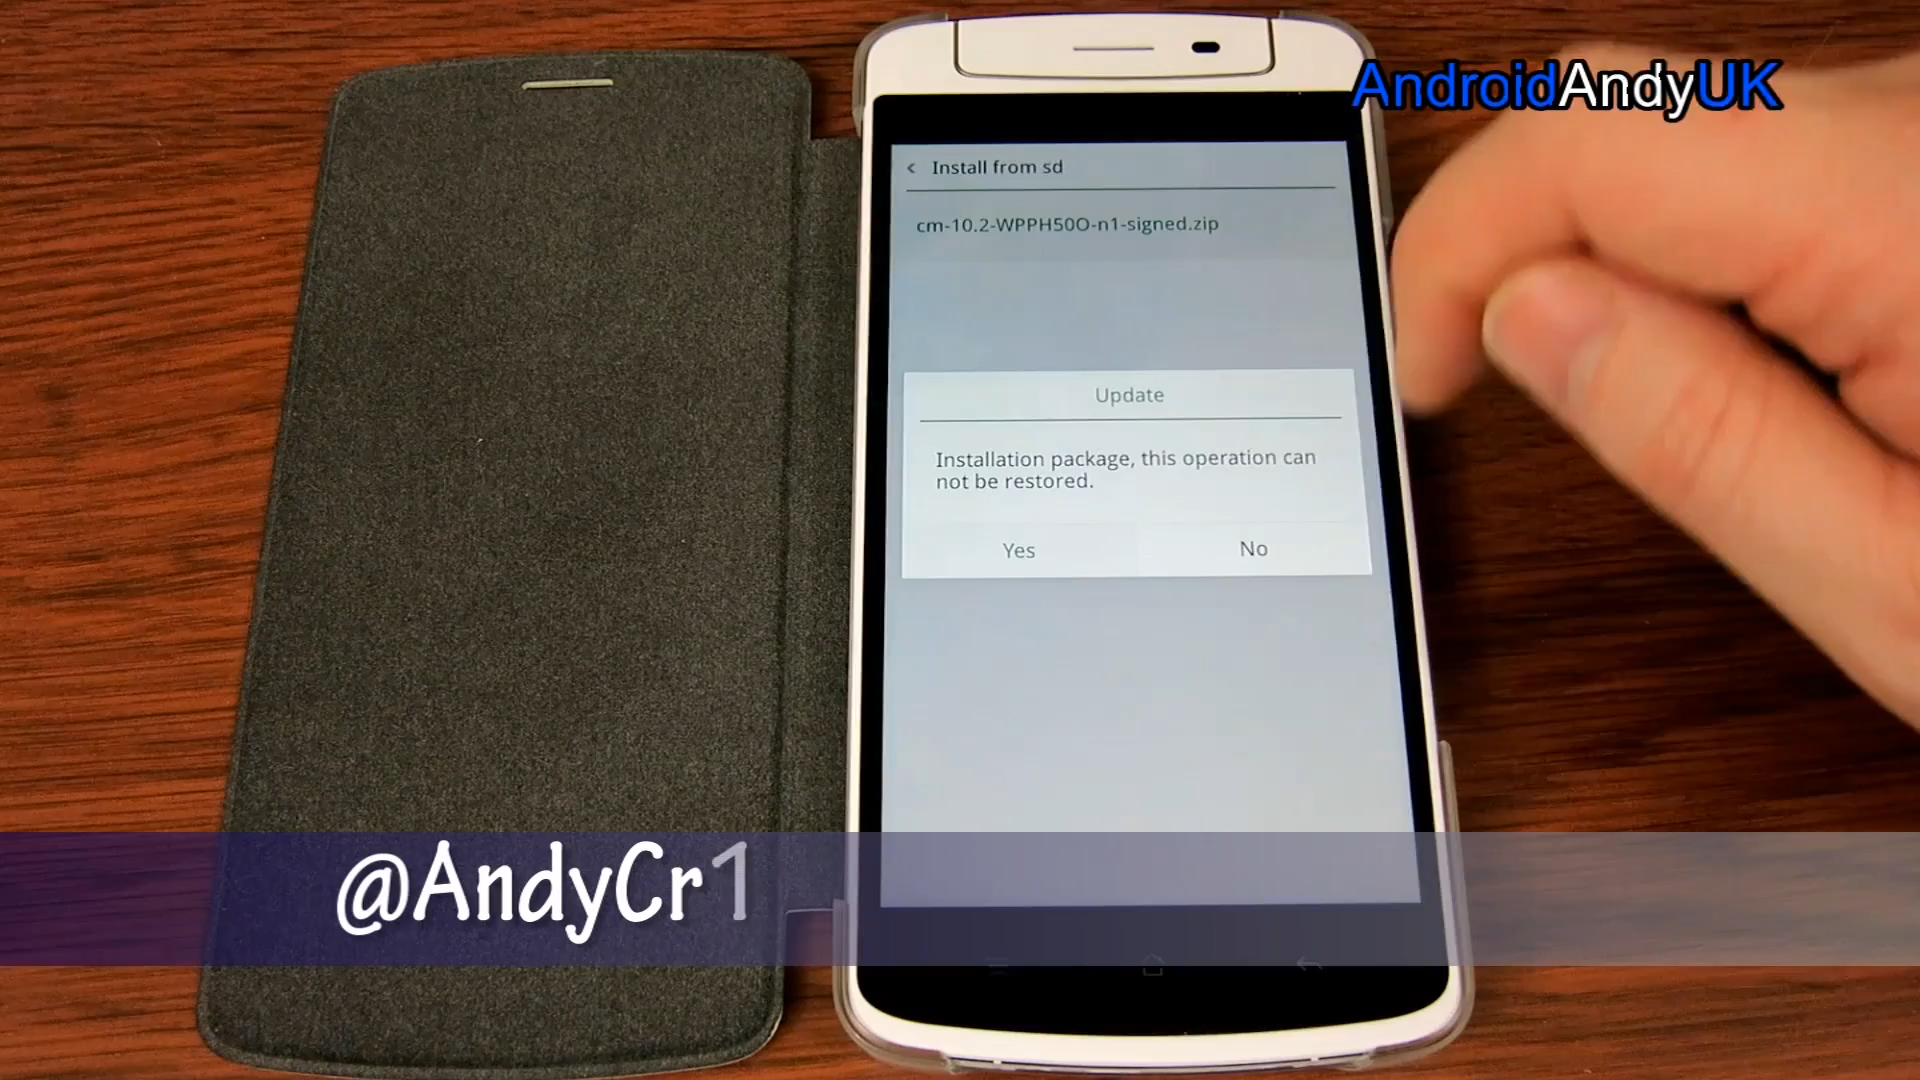 AndroidAndyUK
< Install from sd
cm-10.2-WPPH50O-n1-signed.zip
Update
Installation package, this operation can
not be restored.
Yes No
@AndyCr1